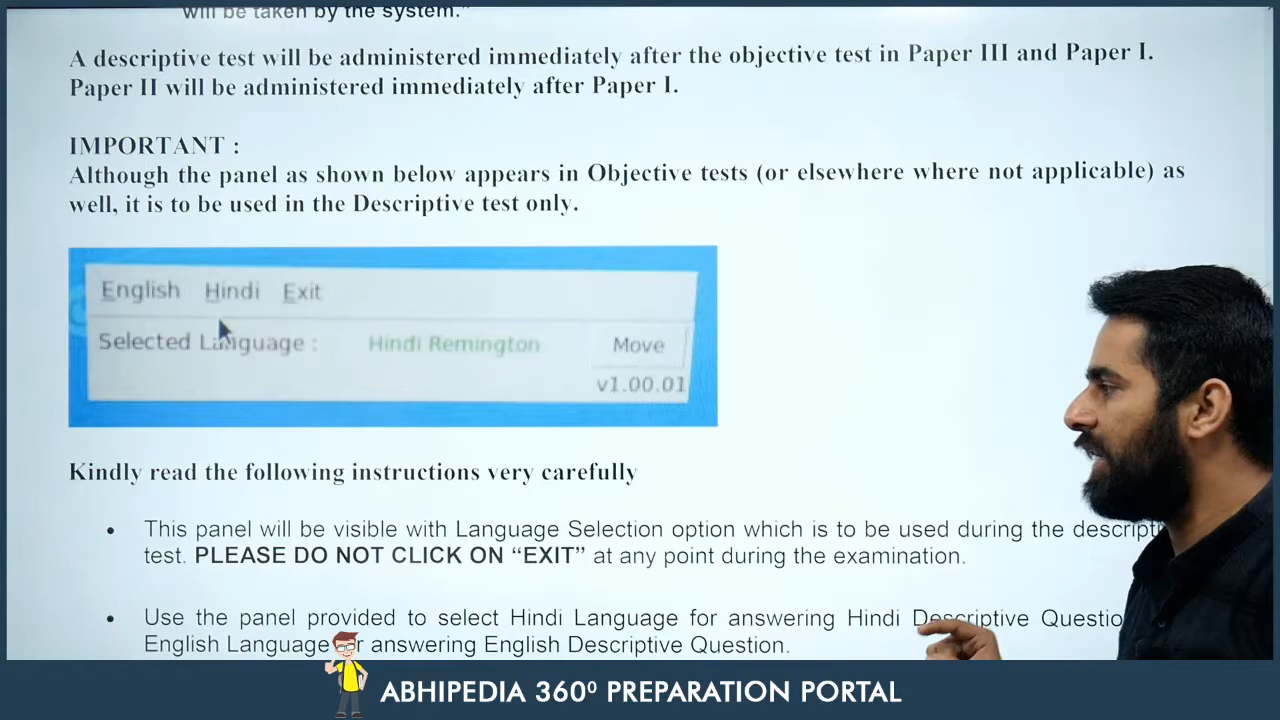 will be taken by the system."
A descriptive test will be administered immediately after the objective test in Paper III and Paper I.
Paper II will be administered immediately after Paper I.
IMPORTANT :
Although the panel as shown below appears in Objective tests (or elsewhere where not applicable) as
well, it is to be used in the Descriptive test only.
English Hindi Exit
Selected Language : Hindi Remington Move
v1.00.01
Kindly read the following instructions very carefully
• This panel will be visible with Language Selection option which is to be used during the
test. PLEASE DO NOT CLICK ON “EXIT” at any point during the examination.
• Use the panel provided to select Hindi Language for answering Hindi Descriptive
English Language answering English Descriptive Question.
ABHIPEDIA 360⁰ PREPARATION PORTAL